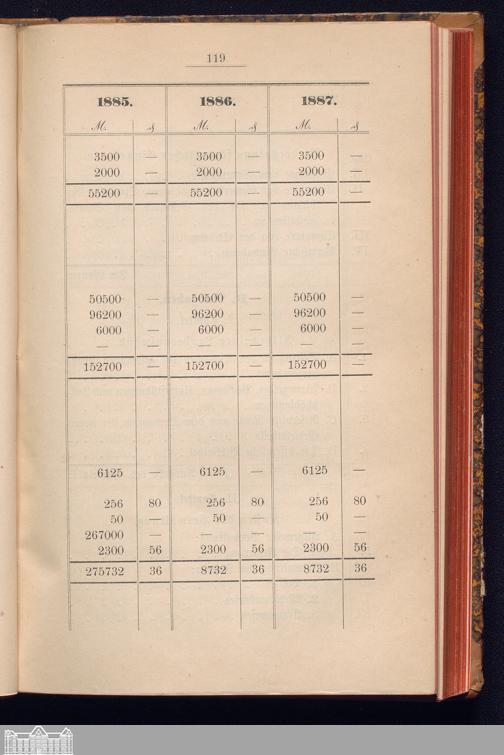 119
1885. 1886. 1887.
M. ₰ M. ₰ M. ₰
3500 — 3500 — 3500 —
2000 — 2000 — 2000 —
55200 — 55200 — 55200 —
50500 — 50500 — 50500 —
96200 — 96200 — 96200 —
6000 — 6000 — 6000 —
— — — — — —
152700 — 152700 — 152700 —
6125 — 6125 — 6125 —
256 80 256 80 256 80
50 — 50 — 50 —
267000 — — — — —
2300 56 2300 56 2300 56
275732 36 8732 36 8732 36